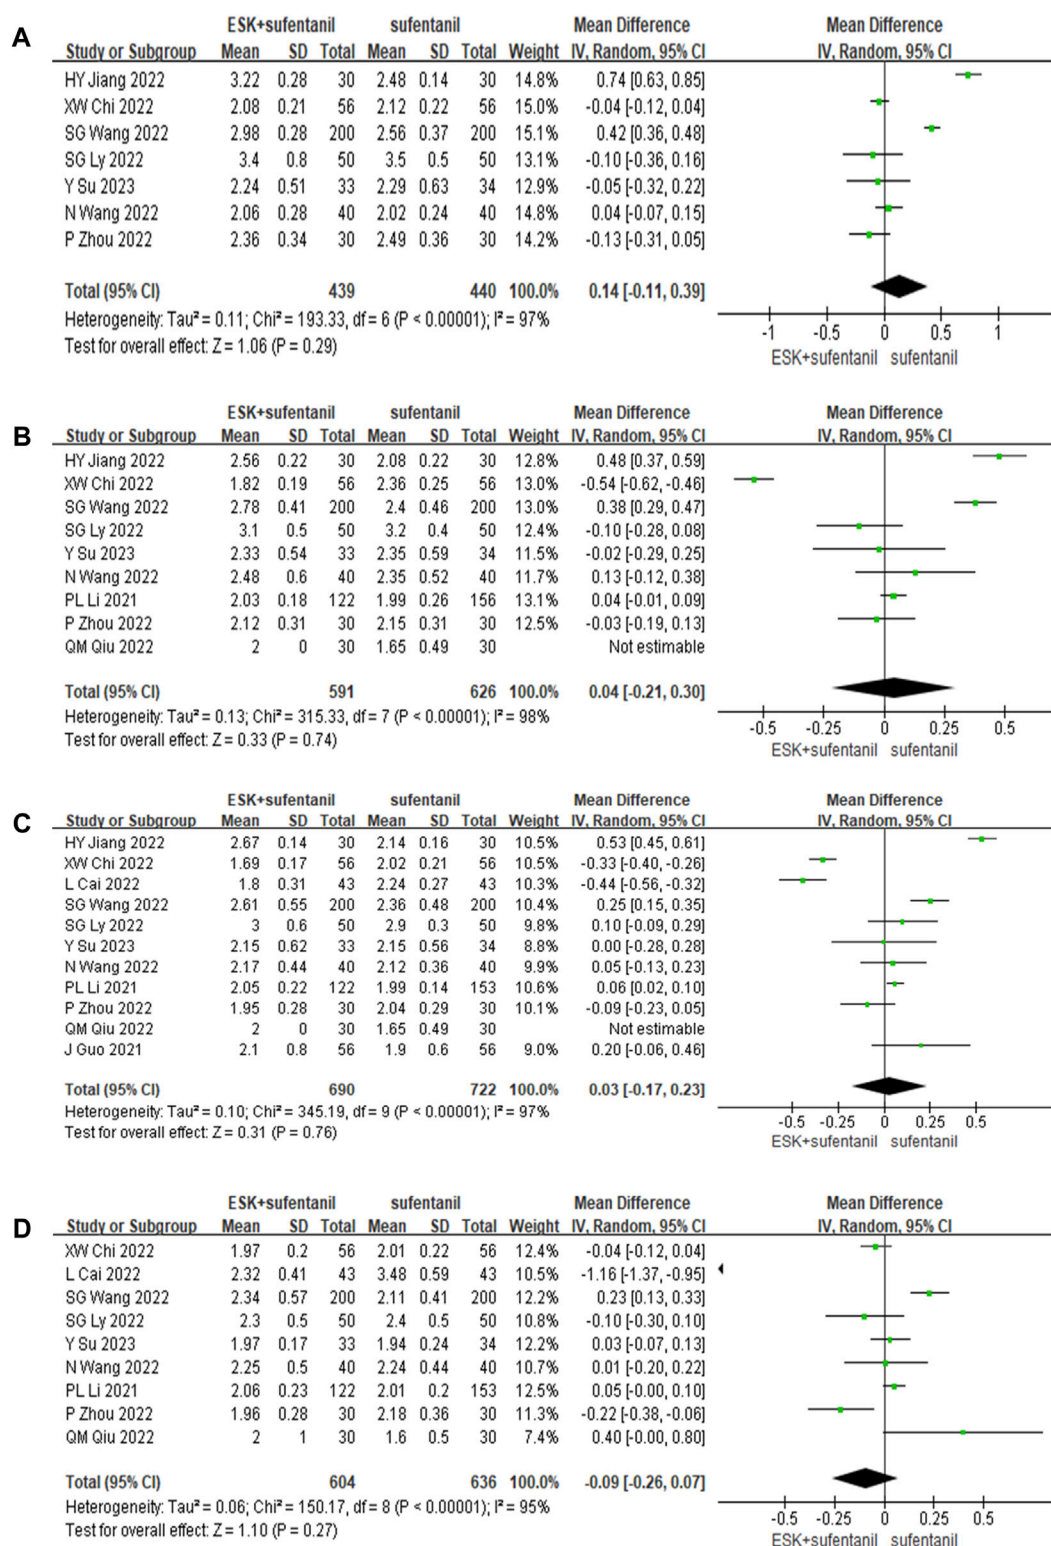 A
ESK+sufentanil sufentanil Mean Difference Mean Difference
Study or Subgroup Mean SD Total Mean SD Total Weight IV, Random, 95% CI IV, Random, 95% CI
HY Jiang 2022 3.22 0.28 30 2.48 0.14 30 14.8% 0.74 [0.63, 0.85]
XW Chi 2022 2.08 0.21 56 2.12 0.22 56 15.0% -0.04 [-0.12, 0.04]
SG Wang 2022 2.98 0.28 200 2.56 0.37 200 15.1% 0.42 [0.36, 0.48]
SG Ly 2022 3.4 0.8 50 3.5 0.5 50 13.1% -0.10 [-0.36, 0.16]
Y Su 2023 2.24 0.51 33 2.29 0.63 34 12.9% -0.05 [-0.32, 0.22]
N Wang 2022 2.06 0.28 40 2.02 0.24 40 14.8% 0.04 [-0.07, 0.15]
P Zhou 2022 2.36 0.34 30 2.49 0.36 30 14.2% -0.13 [-0.31, 0.05]
Total (95% CI) 439 440 100.0% 0.14 [-0.11, 0.39]
Heterogeneity: Tau² = 0.11; Chi² = 193.33, df = 6 (P < 0.00001); I² = 97%
Test for overall effect: Z = 1.06 (P = 0.29)
-1 -0.5 0 0.5 1
ESK+sufentanil sufentanil
B
ESK+sufentanil sufentanil Mean Difference Mean Difference
Study or Subgroup Mean SD Total Mean SD Total Weight IV, Random, 95% CI IV, Random, 95% CI
HY Jiang 2022 2.56 0.22 30 2.08 0.22 30 12.8% 0.48 [0.37, 0.59]
XW Chi 2022 1.82 0.19 56 2.36 0.25 56 13.0% -0.54 [-0.62, -0.46]
SG Wang 2022 2.78 0.41 200 2.4 0.46 200 13.0% 0.38 [0.29, 0.47]
SG Ly 2022 3.1 0.5 50 3.2 0.4 50 12.4% -0.10 [-0.28, 0.08]
Y Su 2023 2.33 0.54 33 2.35 0.59 34 11.5% -0.02 [-0.29, 0.25]
N Wang 2022 2.48 0.6 40 2.35 0.52 40 11.7% 0.13 [-0.12, 0.38]
PL Li 2021 2.03 0.18 122 1.99 0.26 156 13.1% 0.04 [-0.01, 0.09]
P Zhou 2022 2.12 0.31 30 2.15 0.31 30 12.5% -0.03 [-0.19, 0.13]
QM Qiu 2022 2 0 30 1.65 0.49 30 Not estimable
Total (95% CI) 591 626 100.0% 0.04 [-0.21, 0.30]
Heterogeneity: Tau² = 0.13; Chi² = 315.33, df = 7 (P < 0.00001); I² = 98%
Test for overall effect: Z = 0.33 (P = 0.74)
-0.5 -0.25 0 0.25 0.5
ESK+sufentanil sufentanil
C
ESK+sufentanil sufentanil Mean Difference Mean Difference
Study or Subgroup Mean SD Total Mean SD Total Weight IV, Random, 95% CI IV, Random, 95% CI
HY Jiang 2022 2.67 0.14 30 2.14 0.16 30 10.5% 0.53 [0.45, 0.61]
XW Chi 2022 1.69 0.17 56 2.02 0.21 56 10.5% -0.33 [-0.40, -0.26]
L Cai 2022 1.8 0.31 43 2.24 0.27 43 10.3% -0.44 [-0.56, -0.32]
SG Wang 2022 2.61 0.55 200 2.36 0.48 200 10.4% 0.25 [0.15, 0.35]
SG Ly 2022 3 0.6 50 2.9 0.3 50 9.8% 0.10 [-0.09, 0.29]
Y Su 2023 2.15 0.62 33 2.15 0.56 34 8.8% 0.00 [-0.28, 0.28]
N Wang 2022 2.17 0.44 40 2.12 0.36 40 9.9% 0.05 [-0.13, 0.23]
PL Li 2021 2.05 0.22 122 1.99 0.14 153 10.6% 0.06 [0.02, 0.10]
P Zhou 2022 1.95 0.28 30 2.04 0.29 30 10.1% -0.09 [-0.23, 0.05]
QM Qiu 2022 2 0 30 1.65 0.49 30 Not estimable
J Guo 2021 2.1 0.8 56 1.9 0.6 56 9.0% 0.20 [-0.06, 0.46]
Total (95% CI) 690 722 100.0% 0.03 [-0.17, 0.23]
Heterogeneity: Tau² = 0.10; Chi² = 345.19, df = 9 (P < 0.00001); I² = 97%
Test for overall effect: Z = 0.31 (P = 0.76)
-0.5 -0.25 0 0.25 0.5
ESK+sufentanil sufentanil
D
ESK+sufentanil sufentanil Mean Difference Mean Difference
Study or Subgroup Mean SD Total Mean SD Total Weight IV, Random, 95% CI IV, Random, 95% CI
XW Chi 2022 1.97 0.2 56 2.01 0.22 56 12.4% -0.04 [-0.12, 0.04]
L Cai 2022 2.32 0.41 43 3.48 0.59 43 10.5% -1.16 [-1.37, -0.95]
SG Wang 2022 2.34 0.57 200 2.11 0.41 200 12.2% 0.23 [0.13, 0.33]
SG Ly 2022 2.3 0.5 50 2.4 0.5 50 10.8% -0.10 [-0.30, 0.10]
Y Su 2023 1.97 0.17 33 1.94 0.24 34 12.2% 0.03 [-0.07, 0.13]
N Wang 2022 2.25 0.5 40 2.24 0.44 40 10.7% 0.01 [-0.20, 0.22]
PL Li 2021 2.06 0.23 122 2.01 0.2 153 12.5% 0.05 [-0.00, 0.10]
P Zhou 2022 1.96 0.28 30 2.18 0.36 30 11.3% -0.22 [-0.38, -0.06]
QM Qiu 2022 2 1 30 1.6 0.5 30 7.4% 0.40 [-0.00, 0.80]
Total (95% CI) 604 636 100.0% -0.09 [-0.26, 0.07]
Heterogeneity: Tau² = 0.06; Chi² = 150.17, df = 8 (P < 0.00001); I² = 95%
Test for overall effect: Z = 1.10 (P = 0.27)
-0.5 -0.25 0 0.25 0.5
ESK+sufentanil sufentanil